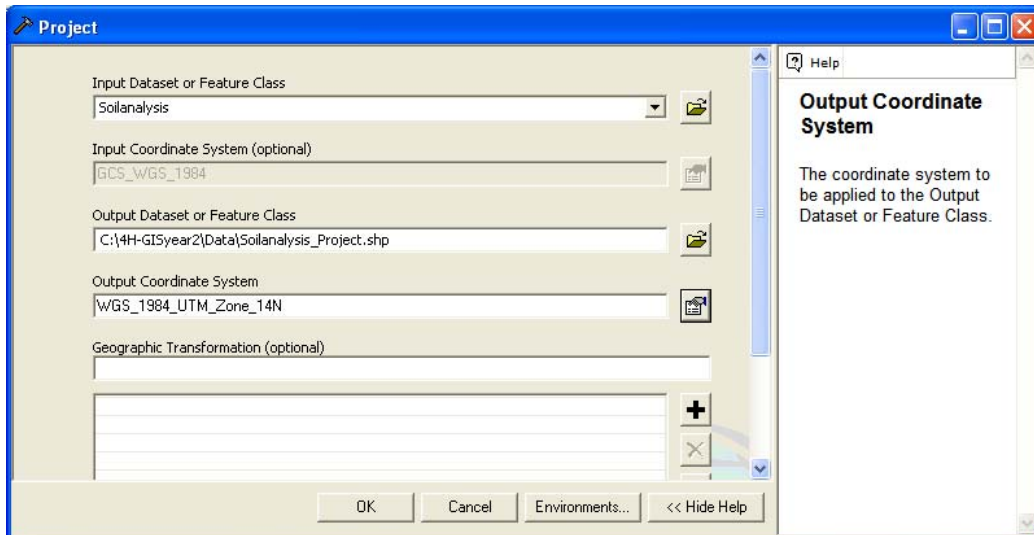 Project
Input Dataset or Feature Class
Soilanalysis
Input Coordinate System (optional)
GCS_WGS_1984
Output Dataset or Feature Class
C:\4H-GISyear2\Data\Soilanalysis_Project.shp
Output Coordinate System
WGS_1984_UTM_Zone_14N
Geographic Transformation (optional)
OK
Cancel
Environments...
<< Hide Help
Help
Output Coordinate
System
The coordinate system to
be applied to the Output
Dataset or Feature Class.